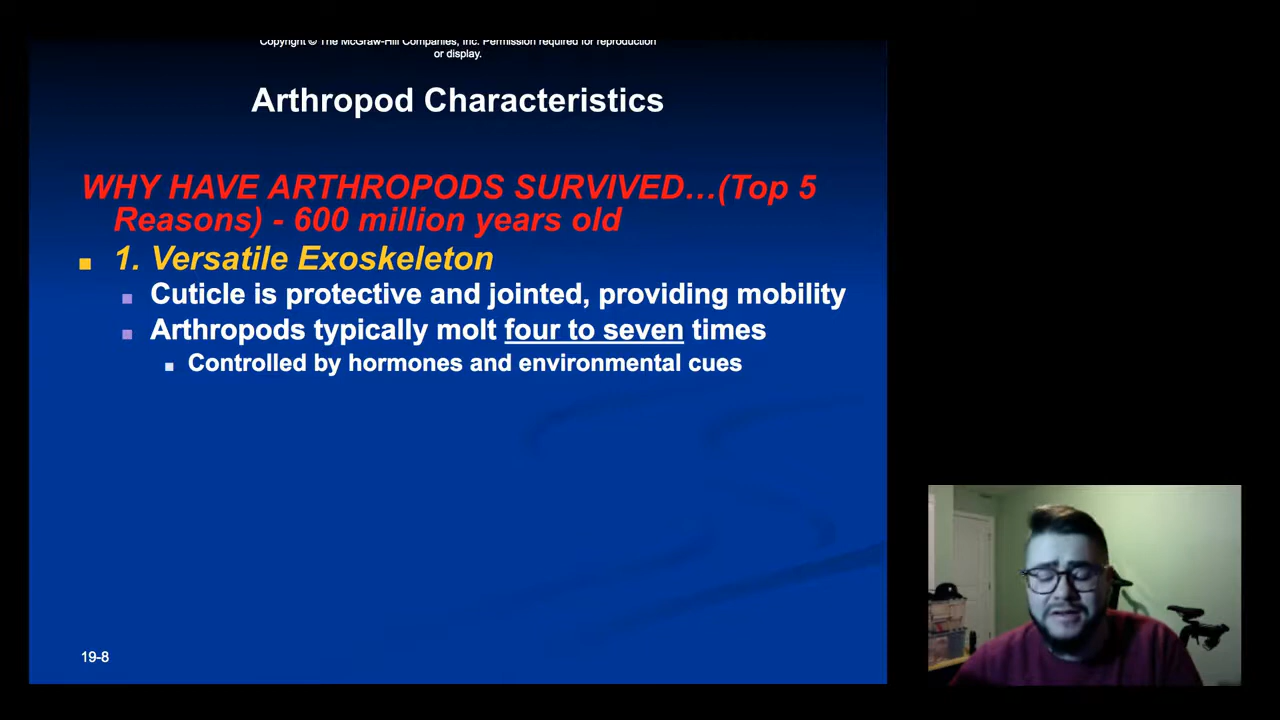 Copyright © The McGraw-Hill Companies, Inc. Permission required for reproduction
or display.
Arthropod Characteristics
WHY HAVE ARTHROPODS SURVIVED…(Top 5
Reasons) - 600 million years old
1. Versatile Exoskeleton
Cuticle is protective and jointed, providing mobility
Arthropods typically molt four to seven times
Controlled by hormones and environmental cues
19-8